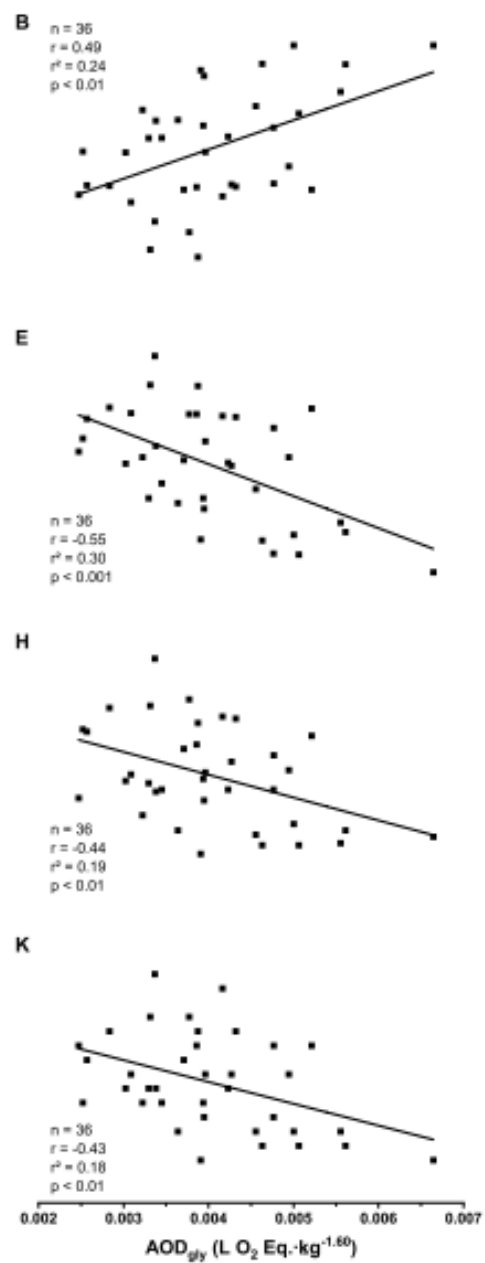 B
n = 36
r = 0.49
r² = 0.24
p < 0.01
E
n = 36
r = -0.55
r² = 0.30
p < 0.001
H
n = 36
r = -0.44
r² = 0.19
p < 0.01
K
n = 36
r = -0.43
r² = 0.18
p < 0.01
0.002 0.003 0.004 0.005 0.006 0.007
AODgly (L O₂ Eq.·kg⁻¹·⁶⁰)